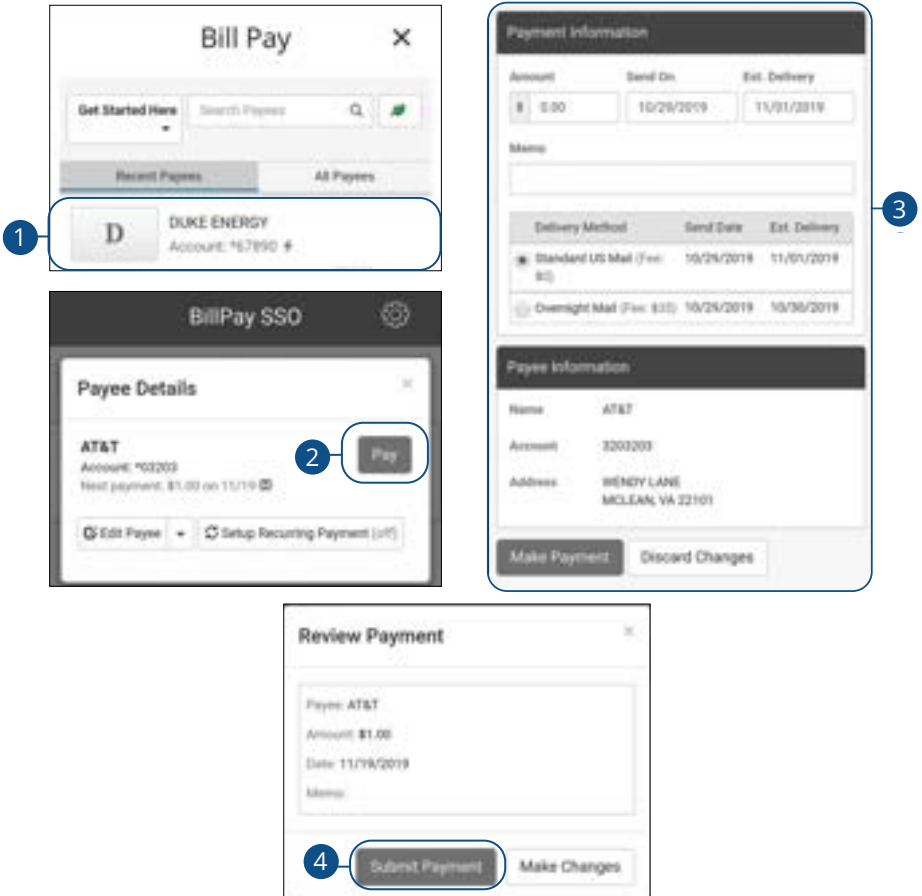 Bill Pay ×
Get Started Here Search Payees
Recent Payees All Payees
1
D DUKE ENERGY
Account: *67890
BillPay SSO
Payee Details ×
AT&T
Account: *03203
Next payment: $1.00 on 11/19
2 Pay
Edit Payee Setup Recurring Payment (off)
Payment Information
Amount Send On Est. Delivery
$ 0.00 10/29/2019 11/01/2019
Memo
3
Delivery Method Send Date Est. Delivery
Standard US Mail (Fee: 10/29/2019 11/01/2019
$0)
Overnight Mail (Fee: $35) 10/29/2019 10/30/2019
Payee Information
Name AT&T
Account 3203203
Address WENDY LANE
MCLEAN, VA 22101
Make Payment Discard Changes
Review Payment ×
Payee: AT&T
Amount: $1.00
Date: 11/19/2019
Memo:
4 Submit Payment Make Changes